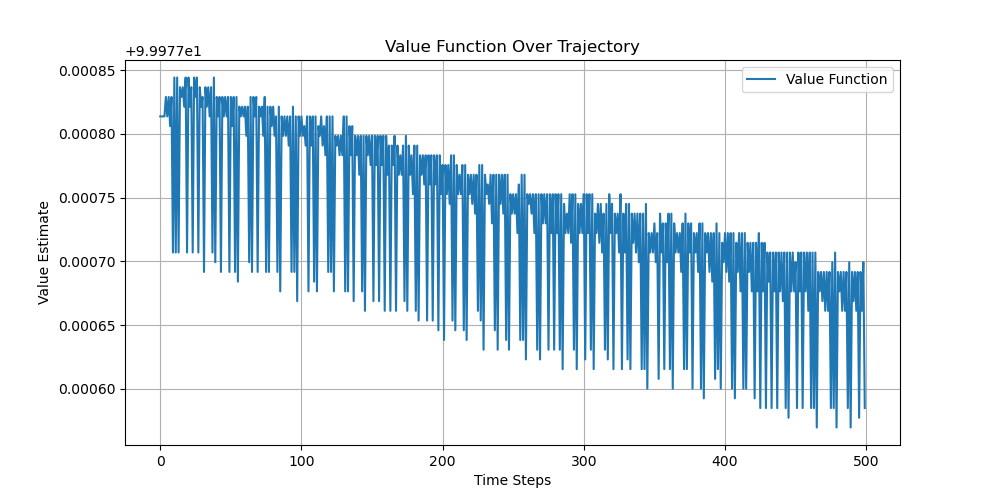 Value Function Over Trajectory
+9.9977e1
Value Function
0.00085
0.00080
0.00075
0.00070
0.00065
0.00060
Value Estimate
0
100
200
300
400
500
Time Steps